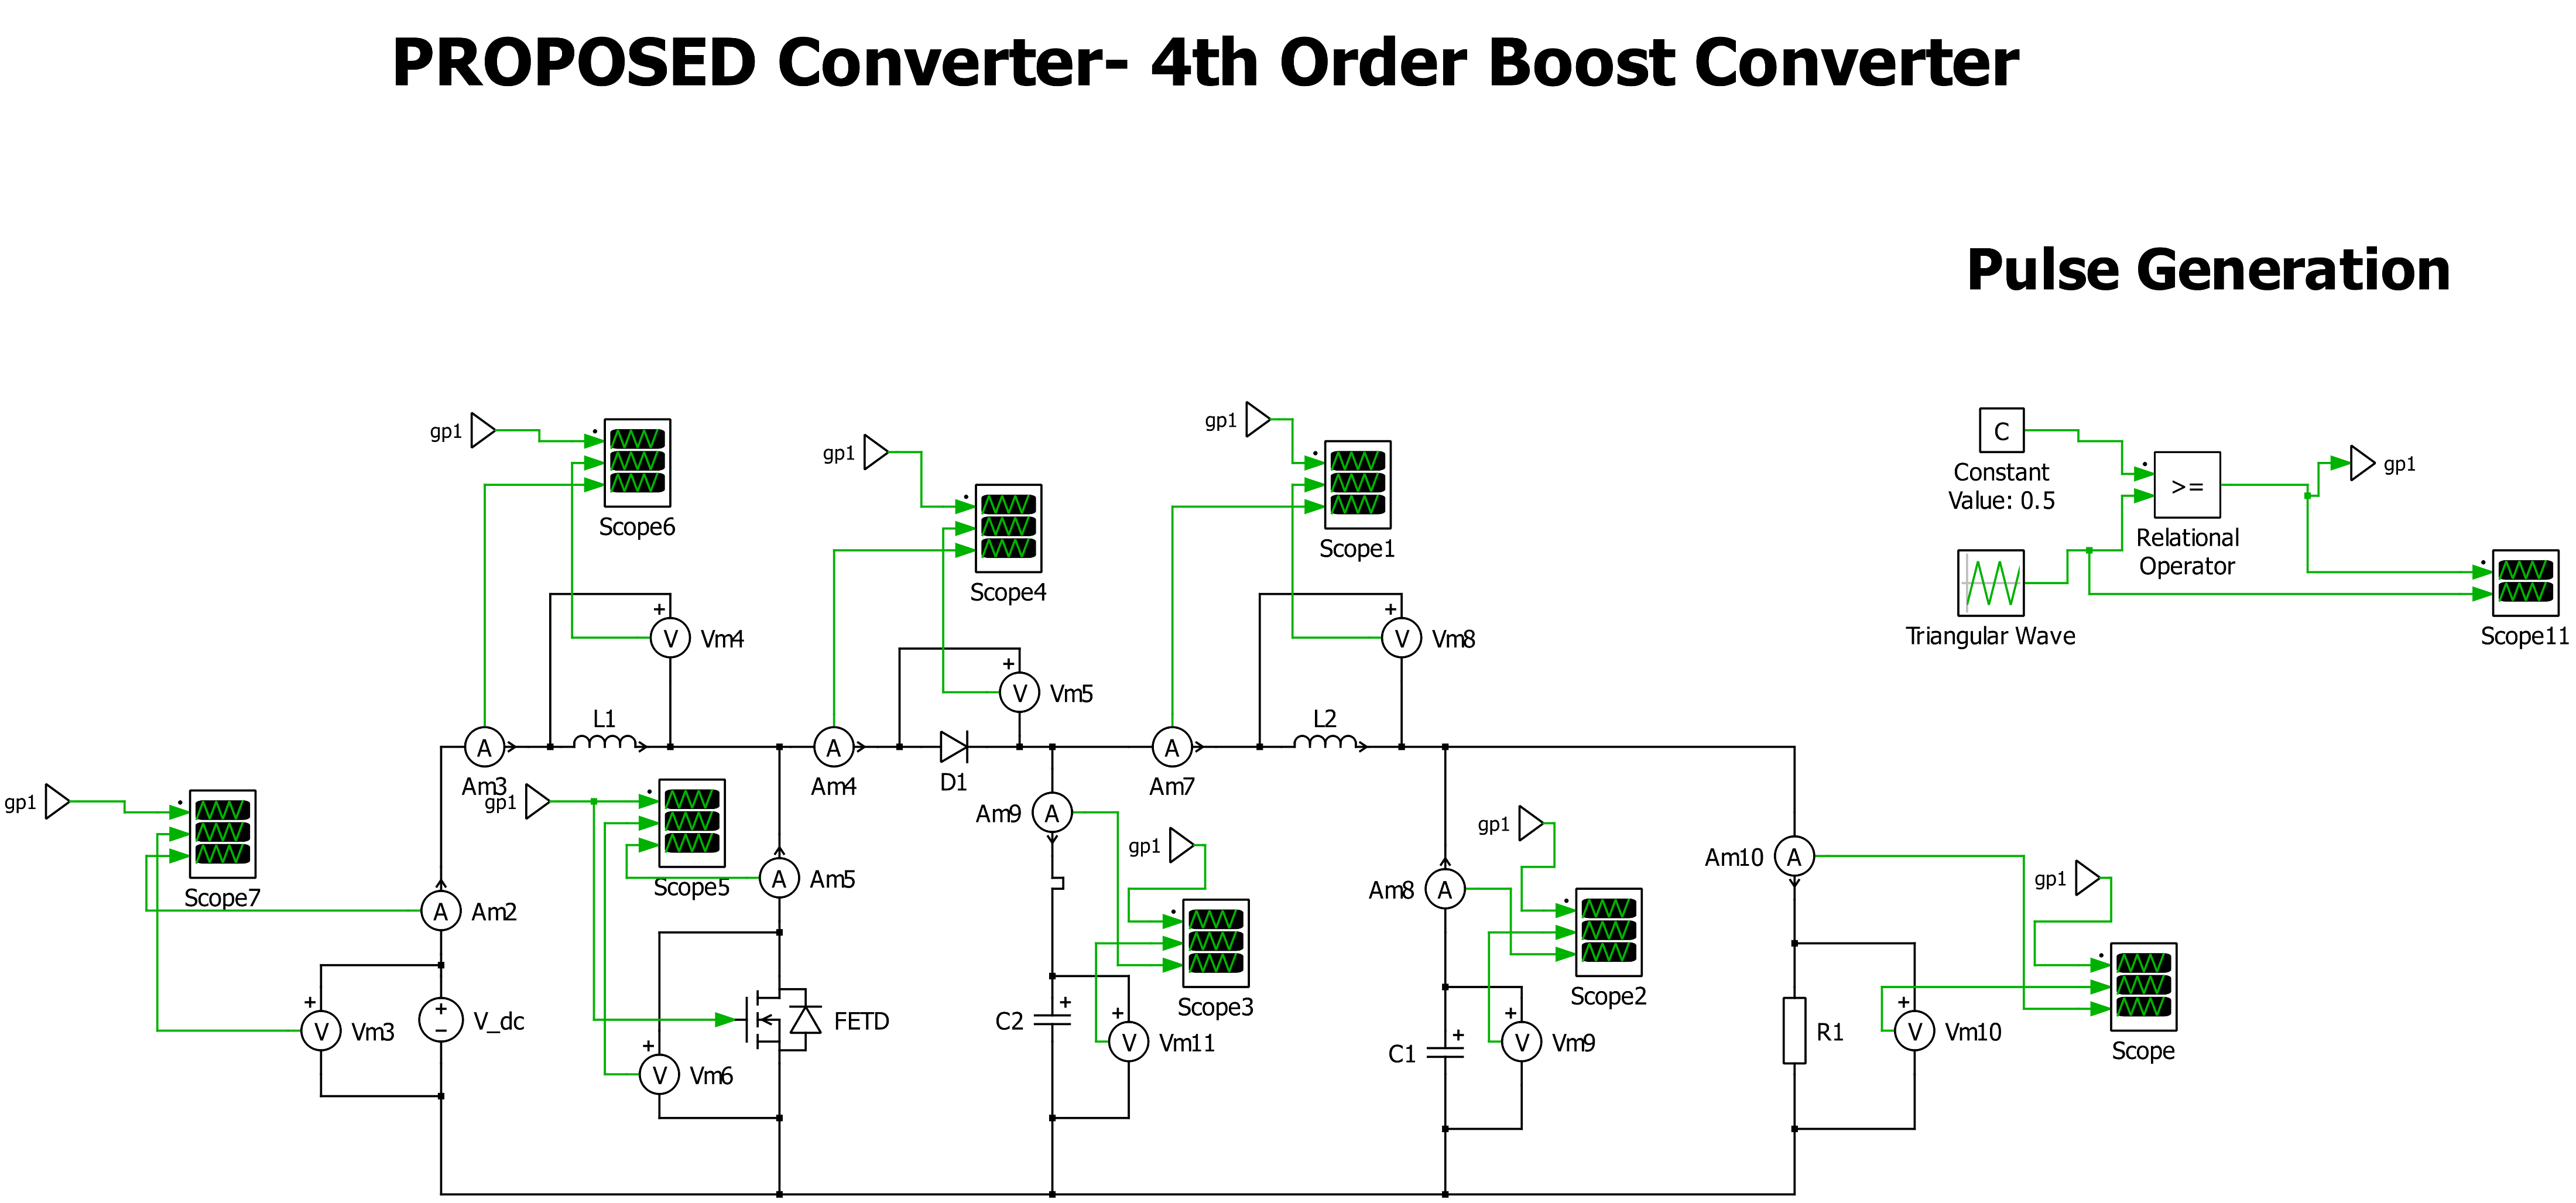 PROPOSED Converter- 4th Order Boost Converter
Pulse Generation
gp1
Scope6
gp1
Scope4
gp1
Scope1
C
Constant
Value: 0.5
>=
Relational
Operator
gp1
Triangular Wave
Scope11
+
V
Vm4
+
V
Vm5
+
V
Vm8
A
Am3
L1
A
Am4
D1
A
Am7
L2
gp1
Scope7
gp1
Scope5
A
Am5
Am9
A
gp1
Scope3
gp1
Am8
A
Scope2
Am10
A
gp1
Scope
A
Am2
+
V
Vm3
+
−
V_dc
FETD
+
V
Vm6
C2
+
+
V
Vm11
C1
+
+
V
Vm9
R1
+
V
Vm10